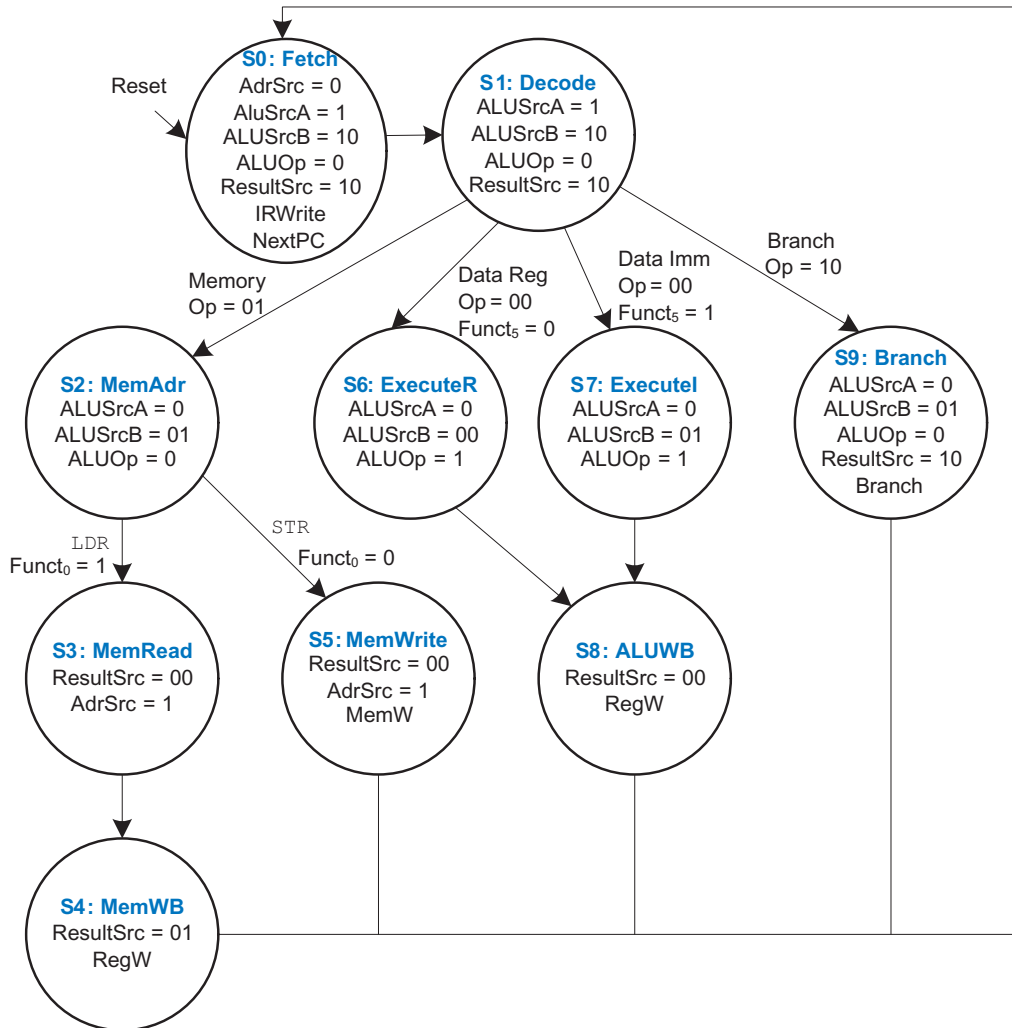 Reset
S0: Fetch
AdrSrc = 0
AluSrcA = 1
ALUSrcB = 10
ALUOp = 0
ResultSrc = 10
IRWrite
NextPC
S1: Decode
ALUSrcA = 1
ALUSrcB = 10
ALUOp = 0
ResultSrc = 10
Memory
Op = 01
Data Reg
Op = 00
Funct₅ = 0
Data Imm
Op = 00
Funct₅ = 1
Branch
Op = 10
S2: MemAdr
ALUSrcA = 0
ALUSrcB = 01
ALUOp = 0
S6: ExecuteR
ALUSrcA = 0
ALUSrcB = 00
ALUOp = 1
S7: ExecuteI
ALUSrcA = 0
ALUSrcB = 01
ALUOp = 1
S9: Branch
ALUSrcA = 0
ALUSrcB = 01
ALUOp = 0
ResultSrc = 10
Branch
LDR
Funct₀ = 1
STR
Funct₀ = 0
S3: MemRead
ResultSrc = 00
AdrSrc = 1
S5: MemWrite
ResultSrc = 00
AdrSrc = 1
MemW
S8: ALUWB
ResultSrc = 00
RegW
S4: MemWB
ResultSrc = 01
RegW